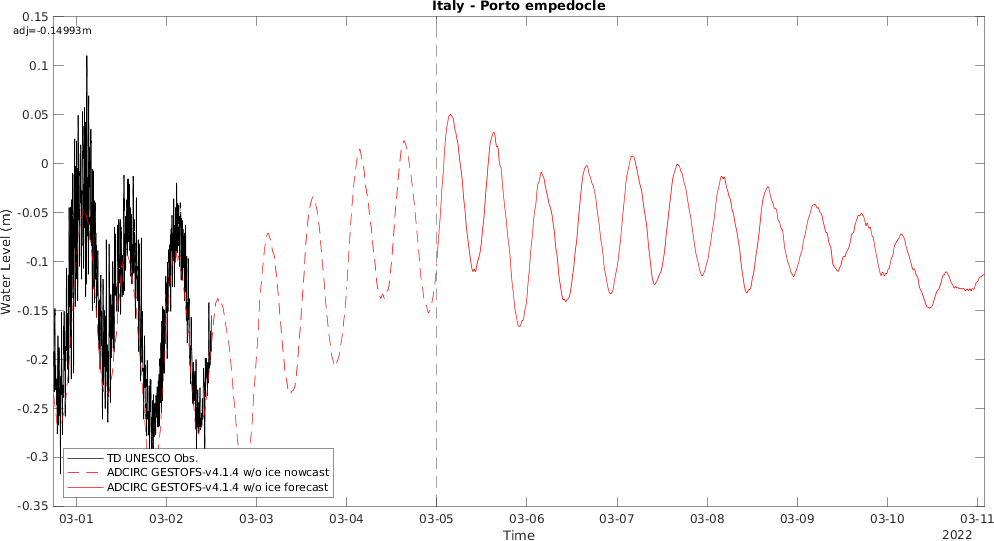 Italy - Porto empedocle
adj=-0.14993m
0.15
0.1
0.05
0
-0.05
-0.1
-0.15
-0.2
-0.25
-0.3
-0.35
Water Level (m)
TD UNESCO Obs.
ADCIRC GESTOFS-v4.1.4 w/o ice nowcast
ADCIRC GESTOFS-v4.1.4 w/o ice forecast
03-01 03-02 03-03 03-04 03-05 03-06 03-07 03-08 03-09 03-10 03-11
Time
2022